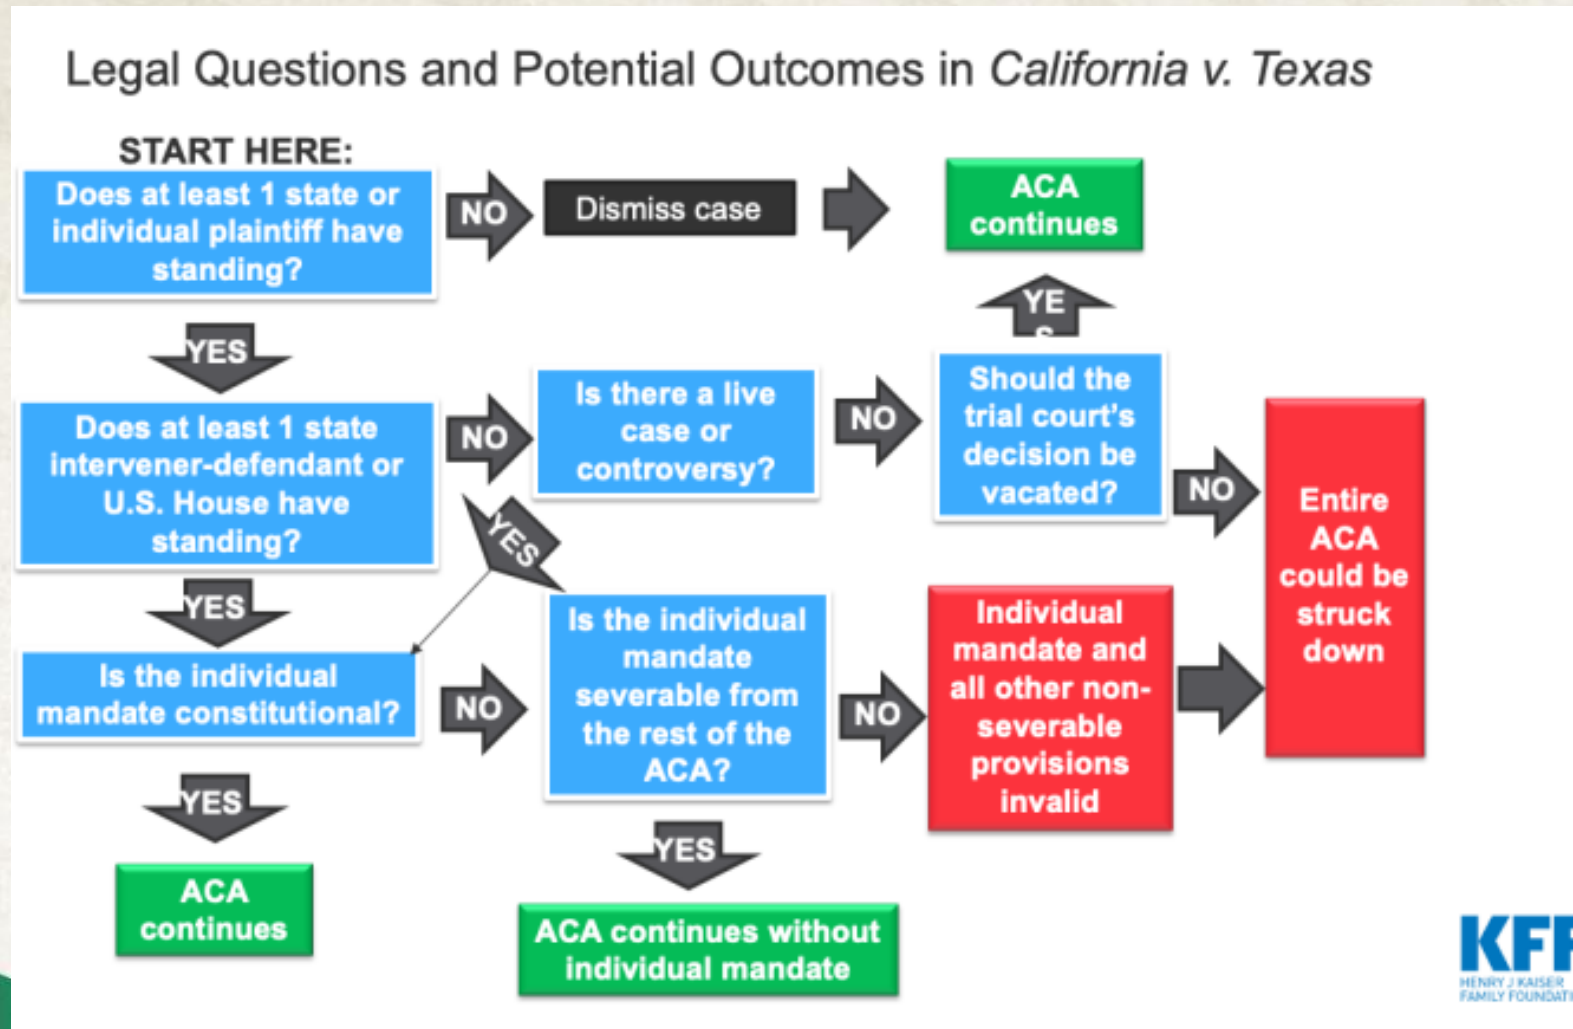 Legal Questions and Potential Outcomes in California v. Texas
START HERE:
Does at least 1 state or
individual plaintiff have
standing?
NO
Dismiss case
ACA
continues
YES
YE
S
Does at least 1 state
intervener-defendant or
U.S. House have
standing?
NO
Is there a live
case or
controversy?
NO
Should the
trial court's
decision be
vacated?
NO
Entire
ACA
could be
struck
down
YES
YES
Is the individual
mandate constitutional?
NO
Is the individual
mandate
severable from
the rest of the
ACA?
NO
Individual
mandate and
all other non-
severable
provisions
invalid
YES
ACA
continues
YES
ACA continues without
individual mandate
KFF
HENRY J KAISER
FAMILY FOUNDATI